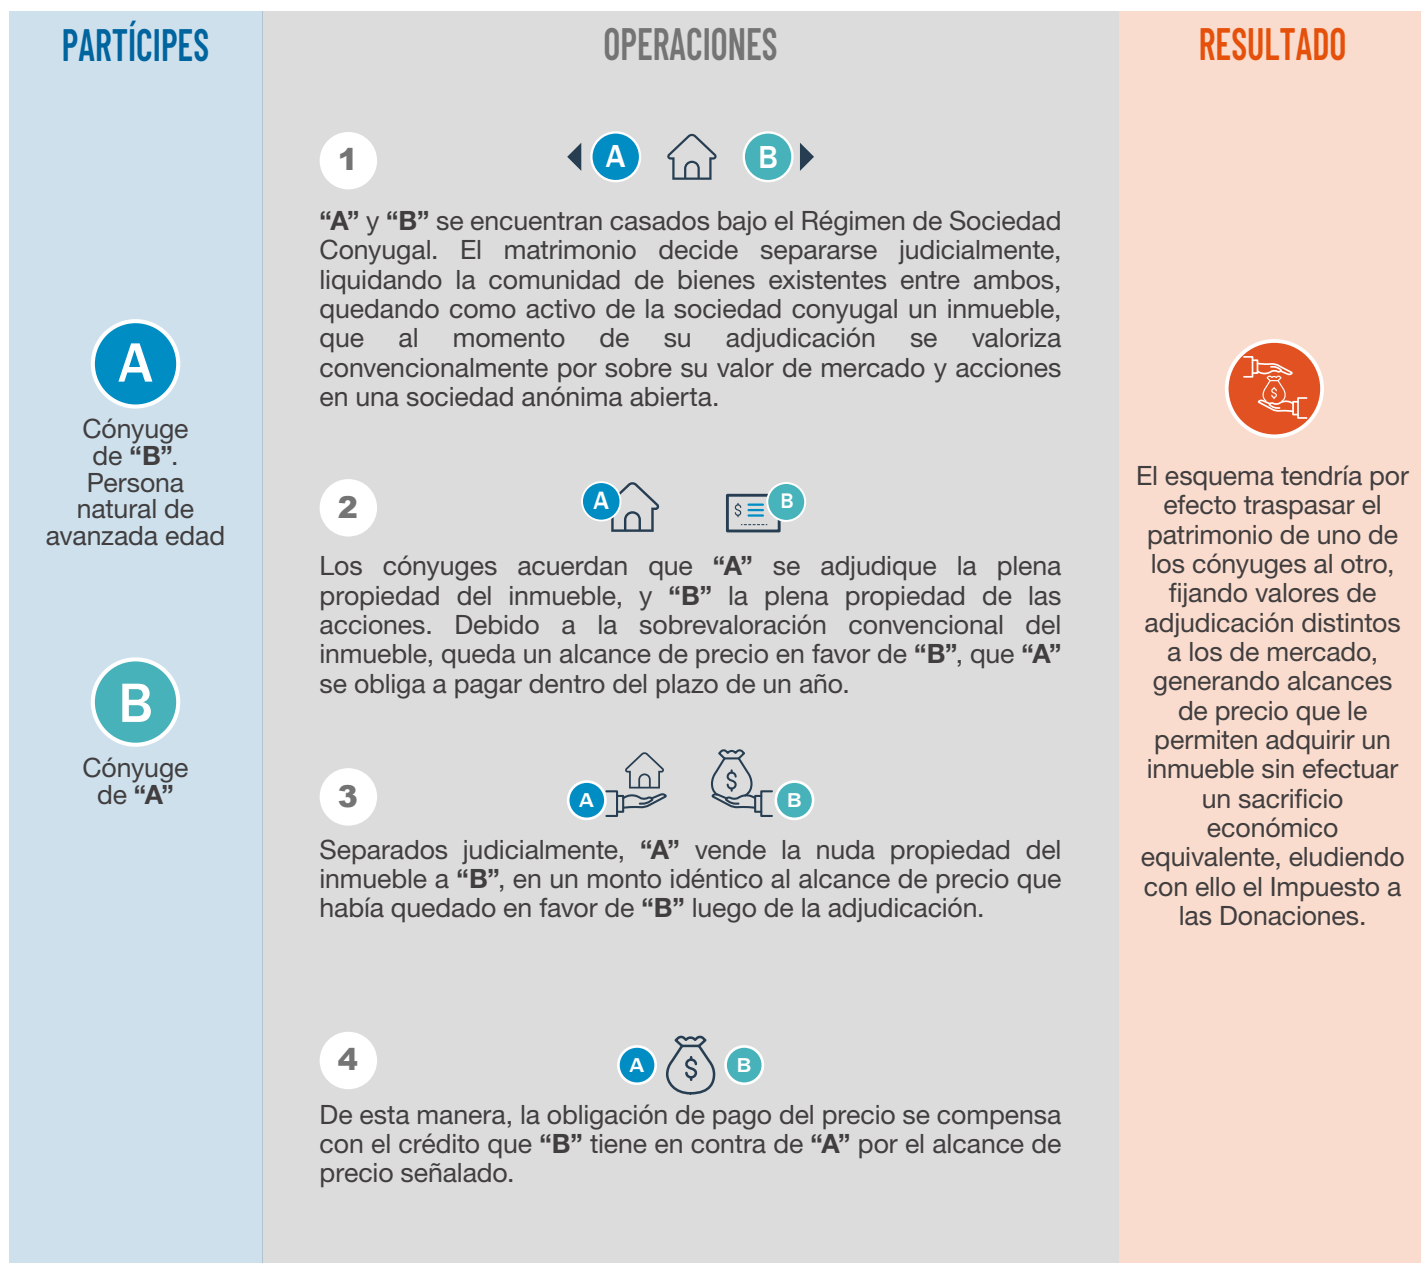 PARTÍCIPES
A
Cónyuge
de “B”.
Persona
natural de
avanzada edad
B
Cónyuge
de “A”
OPERACIONES
1
A
B
“A” y “B” se encuentran casados bajo el Régimen de Sociedad
Conyugal. El matrimonio decide separarse judicialmente,
liquidando la comunidad de bienes existentes entre ambos,
quedando como activo de la sociedad conyugal un inmueble,
que al momento de su adjudicación se valoriza
convencionalmente por sobre su valor de mercado y acciones
en una sociedad anónima abierta.
2
A
$
B
Los cónyuges acuerdan que “A” se adjudique la plena
propiedad del inmueble, y “B” la plena propiedad de las
acciones. Debido a la sobrevaloración convencional del
inmueble, queda un alcance de precio en favor de “B”, que “A”
se obliga a pagar dentro del plazo de un año.
3
A
$
B
Separados judicialmente, “A” vende la nuda propiedad del
inmueble a “B”, en un monto idéntico al alcance de precio que
había quedado en favor de “B” luego de la adjudicación.
4
A
$
B
De esta manera, la obligación de pago del precio se compensa
con el crédito que “B” tiene en contra de “A” por el alcance de
precio señalado.
RESULTADO
$
El esquema tendría por
efecto traspasar el
patrimonio de uno de
los cónyuges al otro,
fijando valores de
adjudicación distintos
a los de mercado,
generando alcances
de precio que le
permiten adquirir un
inmueble sin efectuar
un sacrificio
económico
equivalente, eludiendo
con ello el Impuesto a
las Donaciones.